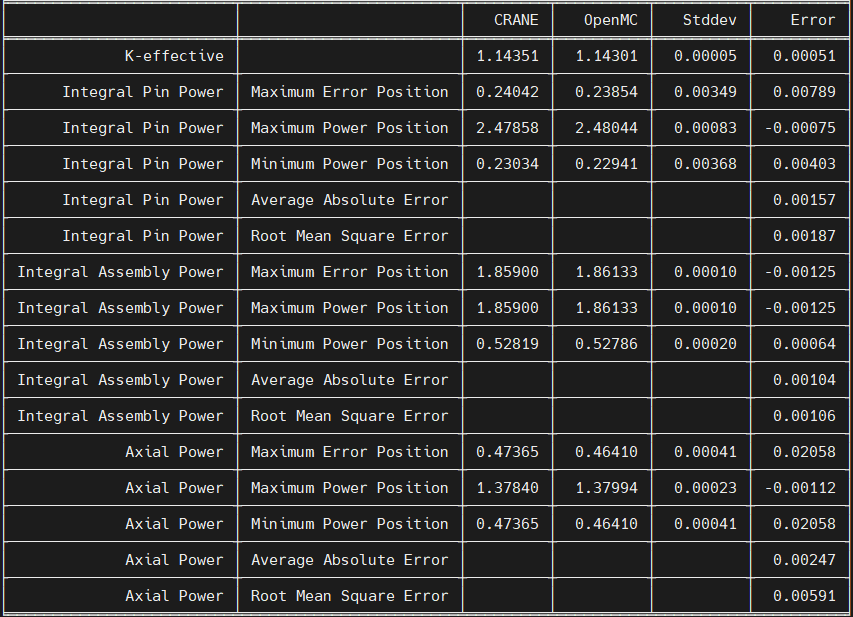 CRANE OpenMC Stddev Error
K-effective 1.14351 1.14301 0.00005 0.00051
Integral Pin Power Maximum Error Position 0.24042 0.23854 0.00349 0.00789
Integral Pin Power Maximum Power Position 2.47858 2.48044 0.00083 -0.00075
Integral Pin Power Minimum Power Position 0.23034 0.22941 0.00368 0.00403
Integral Pin Power Average Absolute Error 0.00157
Integral Pin Power Root Mean Square Error 0.00187
Integral Assembly Power Maximum Error Position 1.85900 1.86133 0.00010 -0.00125
Integral Assembly Power Maximum Power Position 1.85900 1.86133 0.00010 -0.00125
Integral Assembly Power Minimum Power Position 0.52819 0.52786 0.00020 0.00064
Integral Assembly Power Average Absolute Error 0.00104
Integral Assembly Power Root Mean Square Error 0.00106
Axial Power Maximum Error Position 0.47365 0.46410 0.00041 0.02058
Axial Power Maximum Power Position 1.37840 1.37994 0.00023 -0.00112
Axial Power Minimum Power Position 0.47365 0.46410 0.00041 0.02058
Axial Power Average Absolute Error 0.00247
Axial Power Root Mean Square Error 0.00591